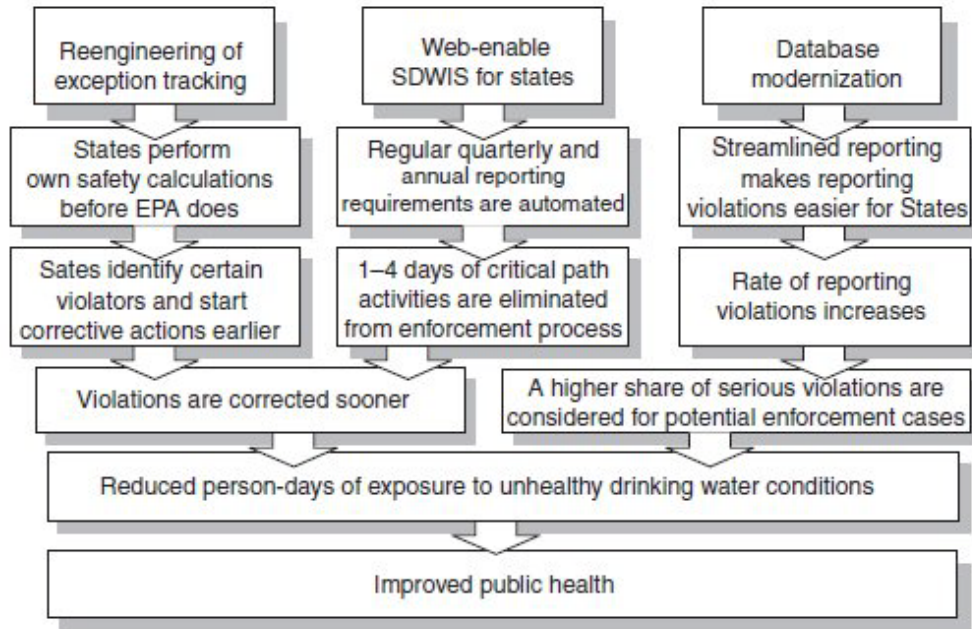 Reengineering of
exception tracking
Web-enable
SDWIS for states
Database
modernization
States perform
own safety calculations
before EPA does
Regular quarterly and
annual reporting
requirements are automated
Streamlined reporting
makes reporting
violations easier for States
Sates identify certain
violators and start
corrective actions earlier
1–4 days of critical path
activities are eliminated
from enforcement process
Rate of reporting
violations increases
Violations are corrected sooner
A higher share of serious violations are
considered for potential enforcement cases
Reduced person-days of exposure to unhealthy drinking water conditions
Improved public health